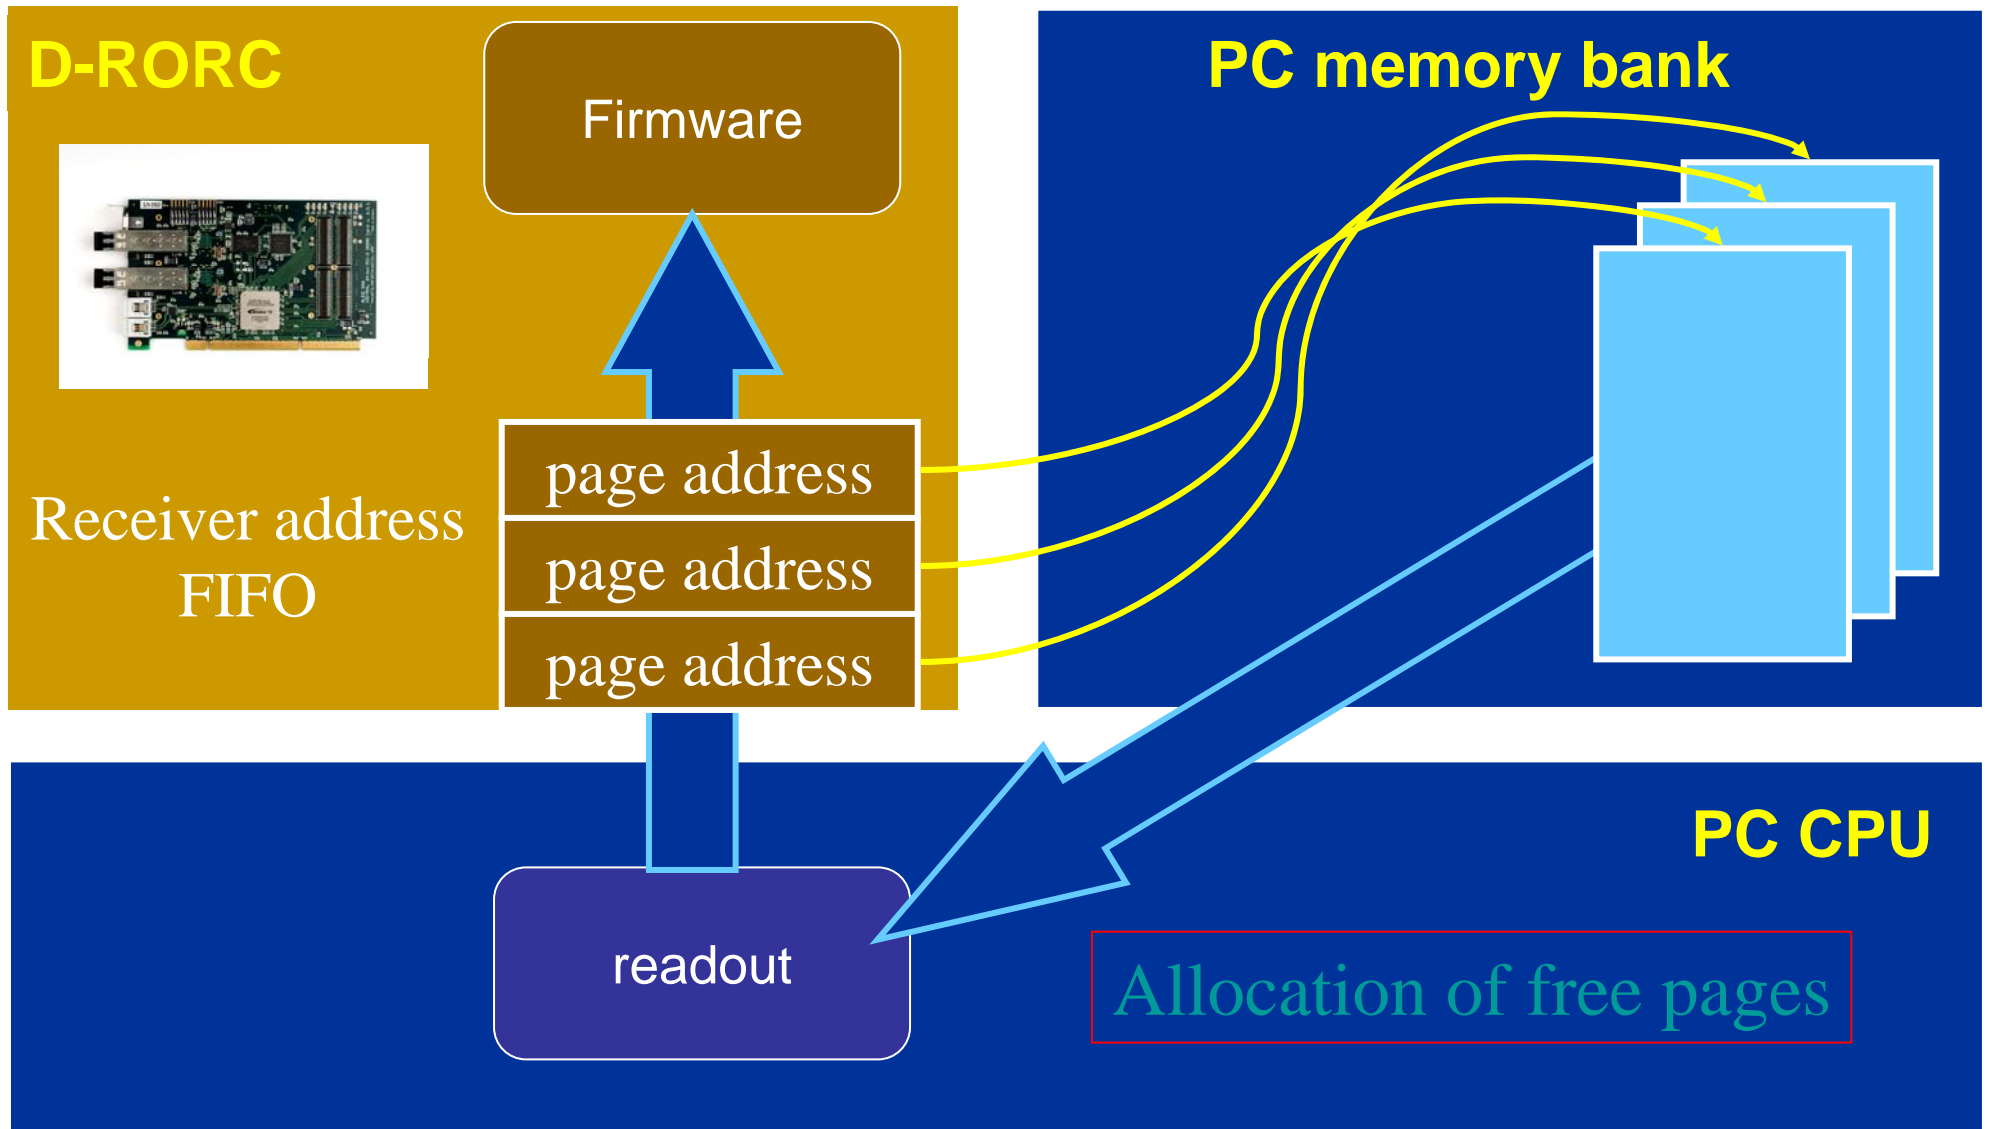 D-RORC
Firmware
PC memory bank
Receiver address
FIFO
page address
page address
page address
PC CPU
readout
Allocation of free pages